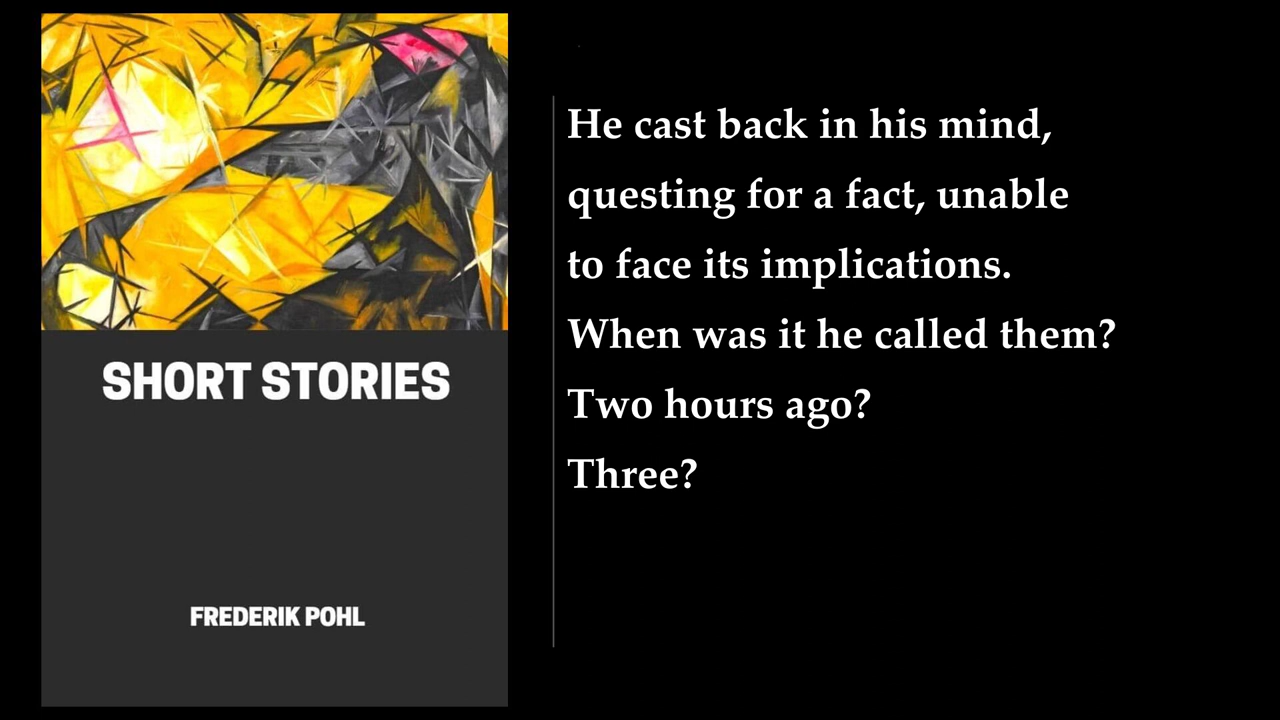 SHORT STORIES
FREDERIK POHL
He cast back in his mind,
questing for a fact, unable
to face its implications.
When was it he called them?
Two hours ago?
Three?